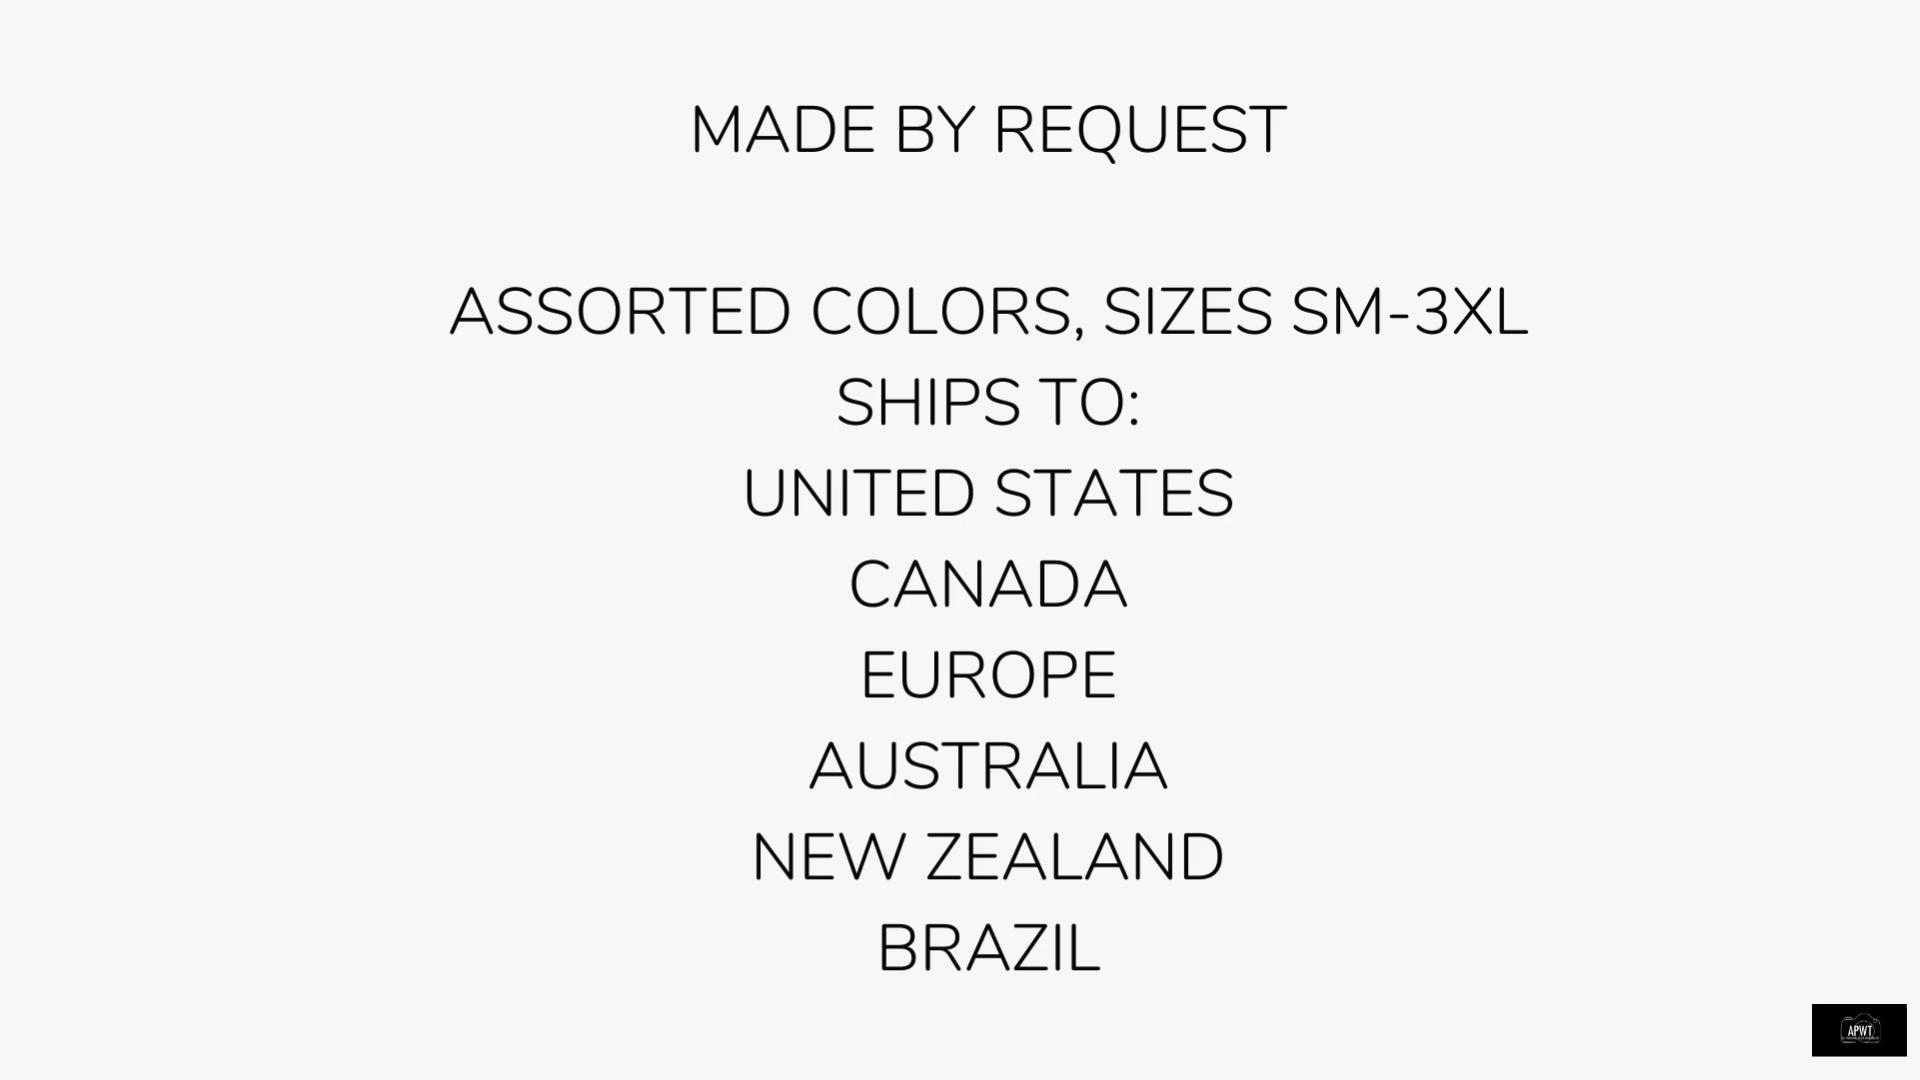 MADE BY REQUEST
ASSORTED COLORS, SIZES SM-3XL
SHIPS TO:
UNITED STATES
CANADA
EUROPE
AUSTRALIA
NEW ZEALAND
BRAZIL
APWT